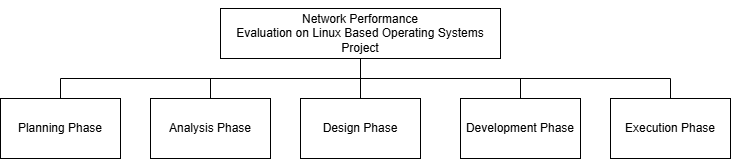 Network Performance
Evaluation on Linux Based Operating Systems
Project
Planning Phase
Analysis Phase
Design Phase
Development Phase
Execution Phase